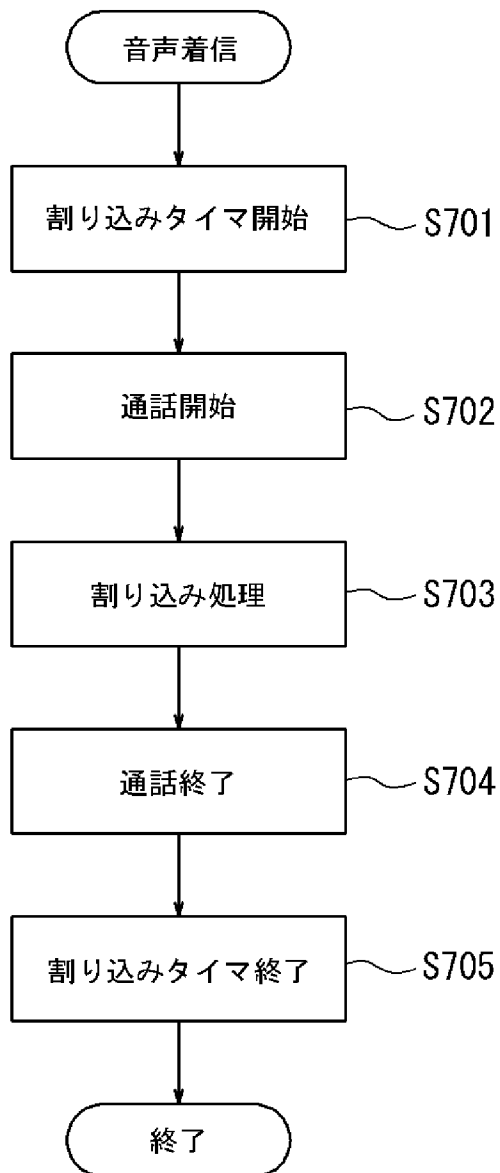 音声着信
割り込みタイマ開始
S701
通話開始
S702
割り込み処理
S703
通話終了
S704
割り込みタイマ終了
S705
終了